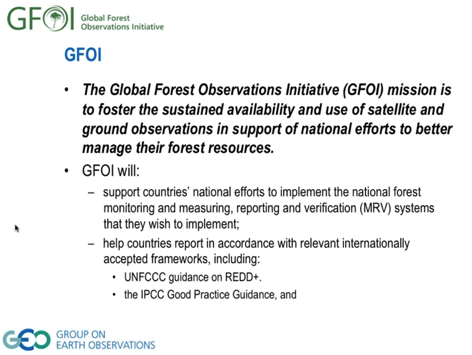 GFOI Global Forest
Observations Initiative
GFOI
• The Global Forest Observations Initiative (GFOI) mission is
to foster the sustained availability and use of satellite and
ground observations in support of national efforts to better
manage their forest resources.
• GFOI will:
– support countries' national efforts to implement the national forest
monitoring and measuring, reporting and verification (MRV) systems
that they wish to implement;
– help countries report in accordance with relevant internationally
accepted frameworks, including:
• UNFCCC guidance on REDD+.
• the IPCC Good Practice Guidance, and
GEO GROUP ON
EARTH OBSERVATIONS